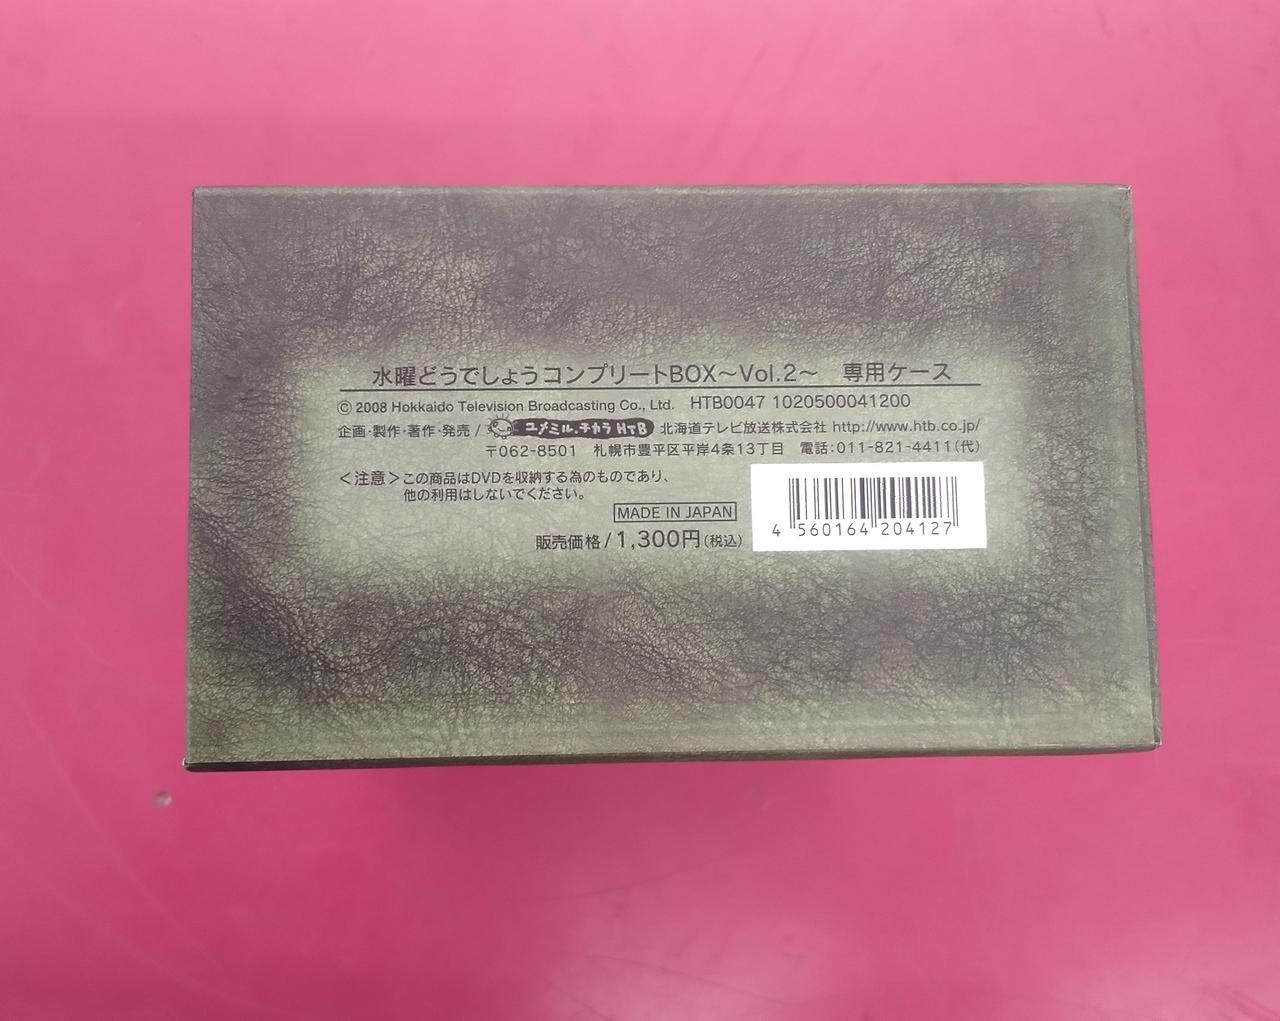 水曜どうでしょうコンプリートBOX～Vol.2～　専用ケース
© 2008 Hokkaido Television Broadcasting Co., Ltd.　HTB0047 1020500041200
企画・製作・著作・発売 / ユメミル、チカラ HTB 北海道テレビ放送株式会社 http://www.htb.co.jp/
〒062-8501　札幌市豊平区平岸4条13丁目　電話:011-821-4411(代)
＜注意＞この商品はDVDを収納する為のものであり、
他の利用はしないでください。
MADE IN JAPAN
販売価格 / 1,300円(税込)
4 560164 204127